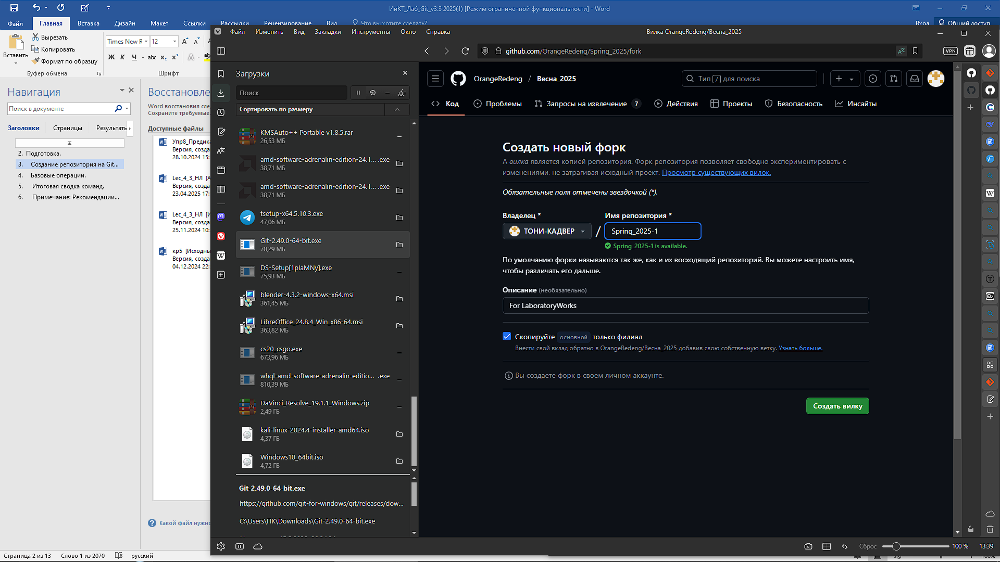 ИиКТ_Лаб_Git_v3.3 2025(1) [Режим ограниченной функциональности] - Word
Файл
Главная
Вставка
Дизайн
Макет
Ссылки
Рассылки
Рецензирование
Вид
Что вы хотите сделать?
Вход
Общий доступ
Вставить
Вырезать
Копировать
Формат по образцу
Буфер обмена
Times New R
12
Ж К Ч abc x₂ x²
Шрифт
Навигация
Поиск в документе
Заголовки
Страницы
Результать
2. Подготовка.
3. Создание репозитория на Git...
4. Базовые операции.
5. Итоговая сводка команд.
6. Примечание: Рекомендации...
Восстановле
Word восстановил сле,
Сохраните требуемые.
Доступные файлы
Упр8_Предика
Версия, созда
28.10.2024 15:
Lec_4_3_НЛ [А
Версия, созда
23.04.2025 17:
Lec_4_3_НЛ [И
Версия, созда
25.11.2024 10:
кр5 [Исходны
Версия, созда
04.12.2024 22:
Какой файл нужно
Страница 2 из 13
Слово 1 из 2070
русский
100%
Файл
Изменить
Вид
Закладки
Инструменты
Окно
Справка
Вилка OrangeRedeng/Весна_2025
github.com/OrangeRedeng/Spring_2025/fork
VPN
Загрузки
Поиск
Сортировать по размеру
KMSAuto++ Portable v1.8.5.rar
26,53 МБ
amd-software-adrenalin-edition-24.1... .exe
38,71 МБ
amd-software-adrenalin-edition-24.1... .exe
38,71 МБ
tsetup-x64.5.10.3.exe
47,06 МБ
Git-2.49.0-64-bit.exe
70,29 МБ
DS-Setup[1pIaMNy].exe
75,93 МБ
blender-4.3.2-windows-x64.msi
361,45 МБ
LibreOffice_24.8.4_Win_x86-64.msi
363,82 МБ
cs20_csgo.exe
673,96 МБ
whql-amd-software-adrenalin-editio... .exe
810,39 МБ
DaVinci_Resolve_19.1.1_Windows.zip
2,49 ГБ
kali-linux-2024.4-installer-amd64.iso
4,37 ГБ
Windows10_64bit.iso
4,72 ГБ
Git-2.49.0-64-bit.exe
https://github.com/git-for-windows/git/releases/dow...
C:\Users\ПК\Downloads\Git-2.49.0-64-bit.exe
OrangeRedeng / Весна_2025
Тип / для поиска
Код
Проблемы
Запросы на извлечение 7
Действия
Проекты
Безопасность
Инсайты
Создать новый форк
А вилка является копией репозитория. Форк репозитория позволяет свободно экспериментировать с
изменениями, не затрагивая исходный проект. Просмотр существующих вилок.
Обязательные поля отмечены звездочкой (*).
Владелец *
Имя репозитория *
ТОНИ-КАДВЕР
/
Spring_2025-1
Spring_2025-1 is available.
По умолчанию форки называются так же, как и их восходящий репозиторий. Вы можете настроить имя,
чтобы различать его дальше.
Описание (необязательно)
For LaboratoryWorks
Скопируйте основной только филиал
Внести свой вклад обратно в OrangeRedeng/Весна_2025 добавив свою собственную ветку. Узнать больше.
Вы создаете форк в своем личном аккаунте.
Создать вилку
Сброс
100 %
13:39